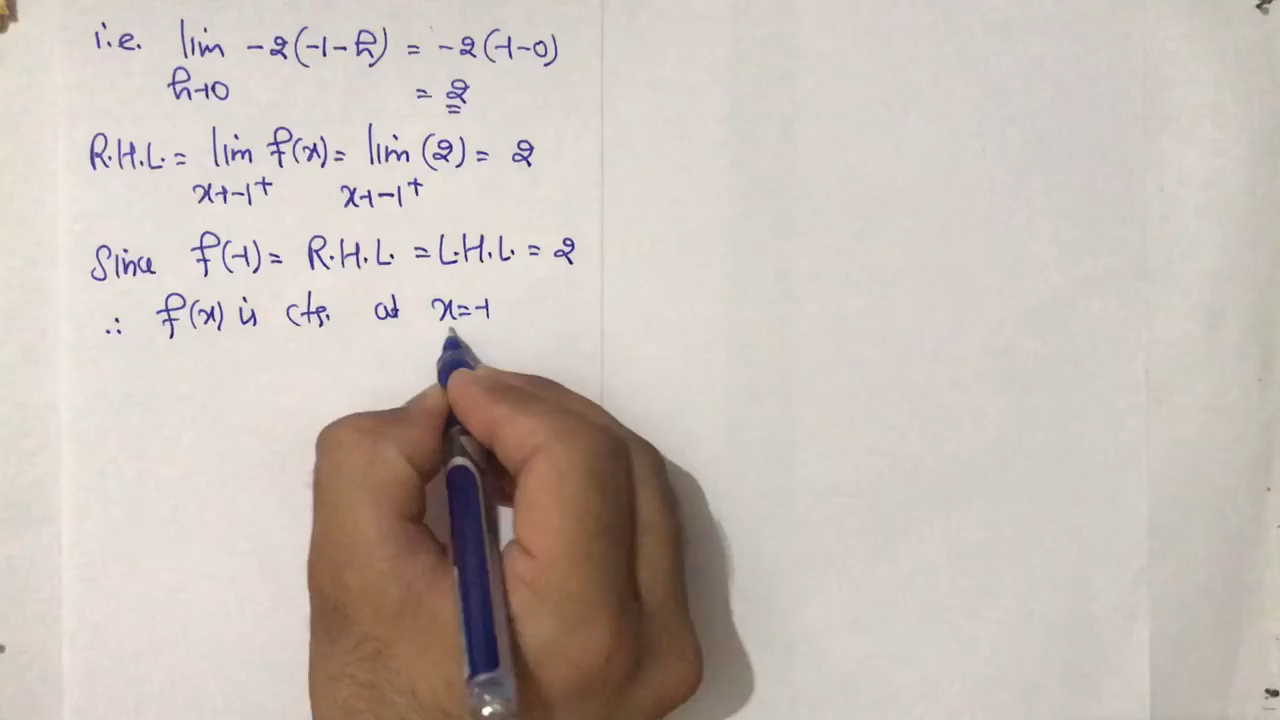 i.e. lim -2(-1-h) = -2(-1-0)
h→0 = 2
R.H.L. = lim f(x) = lim (2) = 2
x→-1⁺ x→-1⁺
Since f(-1) = R.H.L. = L.H.L. = 2
∴ f(x) is cts. at x=-1